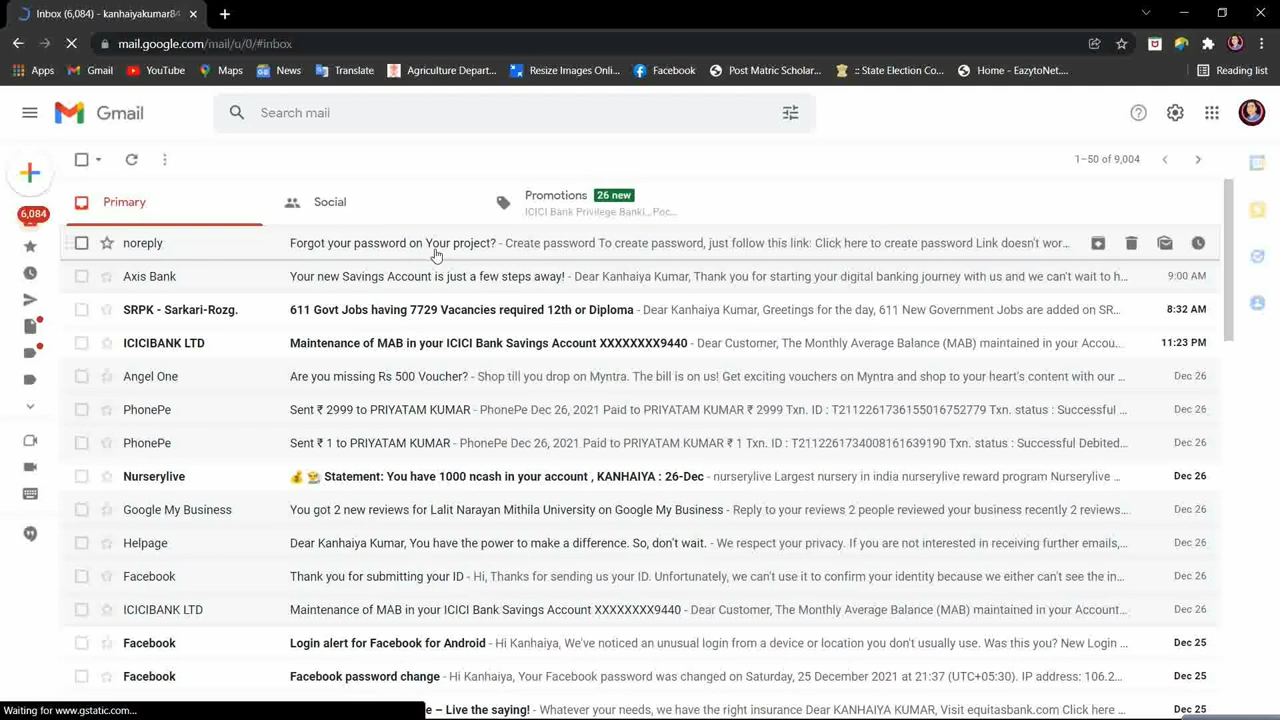 Inbox (6,084) - kanhaiyakumar84
mail.google.com/mail/u/0/#inbox
Apps Gmail YouTube Maps News Translate Agriculture Depart... Resize Images Onli... Facebook Post Matric Scholar... :: State Election Co... Home - EazytoNet.... Reading list
Gmail Search mail
1–50 of 9,004
Primary Social Promotions 26 new
ICICI Bank Privilege Banki., Poc...
6,084
noreply Forgot your password on Your project? - Create password To create password, just follow this link: Click here to create password Link doesn't wor...
Axis Bank Your new Savings Account is just a few steps away! - Dear Kanhaiya Kumar, Thank you for starting your digital banking journey with us and we can't wait to h... 9:00 AM
SRPK - Sarkari-Rozg. 611 Govt Jobs having 7729 Vacancies required 12th or Diploma - Dear Kanhaiya Kumar, Greetings for the day, 611 New Government Jobs are added on SR... 8:32 AM
ICICIBANK LTD Maintenance of MAB in your ICICI Bank Savings Account XXXXXXXX9440 - Dear Customer, The Monthly Average Balance (MAB) maintained in your Accou... 11:23 PM
Angel One Are you missing Rs 500 Voucher? - Shop till you drop on Myntra. The bill is on us! Get exciting vouchers on Myntra and shop to your heart's content with our ... Dec 26
PhonePe Sent ₹ 2999 to PRIYATAM KUMAR - PhonePe Dec 26, 2021 Paid to PRIYATAM KUMAR ₹ 2999 Txn. ID : T2112261736155016752779 Txn. status : Successful ... Dec 26
PhonePe Sent ₹ 1 to PRIYATAM KUMAR - PhonePe Dec 26, 2021 Paid to PRIYATAM KUMAR ₹ 1 Txn. ID : T2112261734008161639190 Txn. status : Successful Debited... Dec 26
Nurserylive 💰 🐝 Statement: You have 1000 ncash in your account , KANHAIYA : 26-Dec - nurserylive Largest nursery in india nurserylive reward program Nurserylive ... Dec 26
Google My Business You got 2 new reviews for Lalit Narayan Mithila University on Google My Business - Reply to your reviews 2 people reviewed your business recently 2 reviews... Dec 26
Helpage Dear Kanhaiya Kumar, You have the power to make a difference. So, don't wait. - We respect your privacy. If you are not interested in receiving further emails,... Dec 26
Facebook Thank you for submitting your ID - Hi, Thanks for sending us your ID. Unfortunately, we can't use it to confirm your identity because we either can't see the in... Dec 26
ICICIBANK LTD Maintenance of MAB in your ICICI Bank Savings Account XXXXXXXX9440 - Dear Customer, The Monthly Average Balance (MAB) maintained in your Account... Dec 26
Facebook Login alert for Facebook for Android - Hi Kanhaiya, We've noticed an unusual login from a device or location you don't usually use. Was this you? New Login ... Dec 25
Facebook Facebook password change - Hi Kanhaiya, Your Facebook password was changed on Saturday, 25 December 2021 at 21:37 (UTC+05:30). IP address: 106.2... Dec 25
e – Live the saying! - Whatever your needs, we have the right insurance Dear KANHAIYA KUMAR, Visit equitasbank.com Click here ... Dec 25
Waiting for www.gstatic.com...